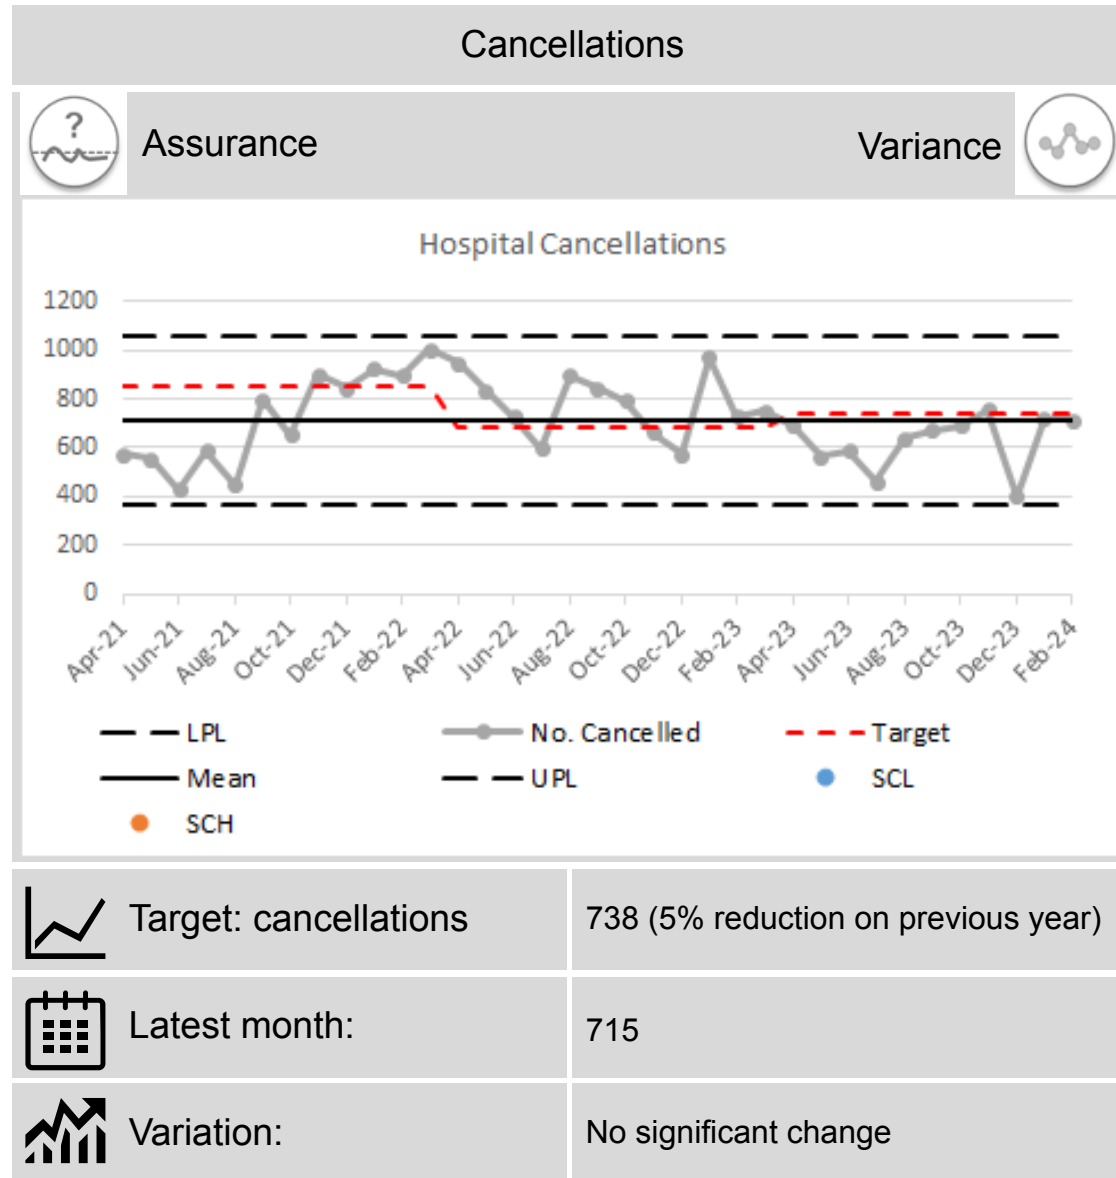 Cancellations
?
Assurance
Variance
Hospital Cancellations
1200
1000
800
600
400
200
0
Apr-21 Jun-21 Aug-21 Oct-21 Dec-21 Feb-22 Apr-22 Jun-22 Aug-22 Oct-22 Dec-22 Feb-23 Apr-23 Jun-23 Aug-23 Oct-23 Dec-23 Feb-24
LPL No. Cancelled Target
Mean UPL SCL
SCH
Target: cancellations 738 (5% reduction on previous year)
Latest month: 715
Variation: No significant change